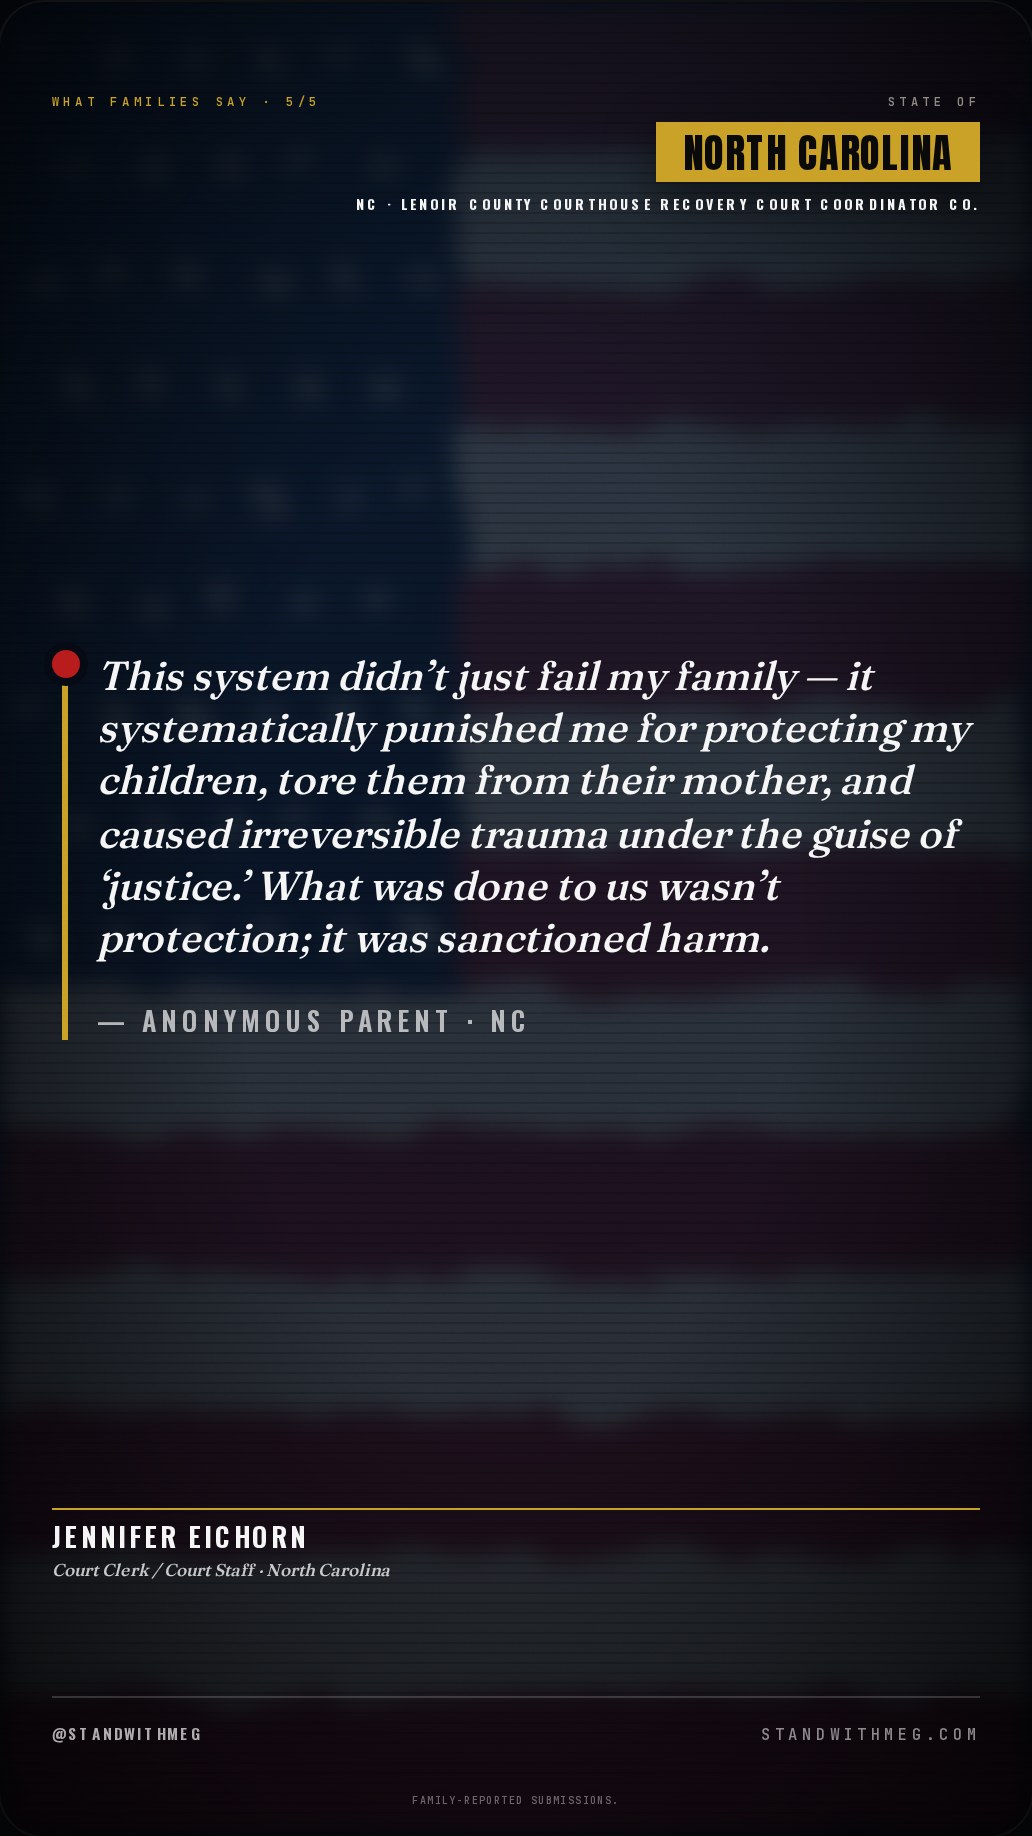 WHAT FAMILIES SAY · 5/5
STATE OF
NORTH CAROLINA
NC · LENOIR COUNTY COURTHOUSE RECOVERY COURT COORDINATOR CO.
This system didn’t just fail my family — it
systematically punished me for protecting my
children, tore them from their mother, and
caused irreversible trauma under the guise of
‘justice.’ What was done to us wasn’t
protection; it was sanctioned harm.
— ANONYMOUS PARENT · NC
JENNIFER EICHORN
Court Clerk / Court Staff · North Carolina
@STANDWITHMEG
STANDWITHMEG.COM
FAMILY-REPORTED SUBMISSIONS.